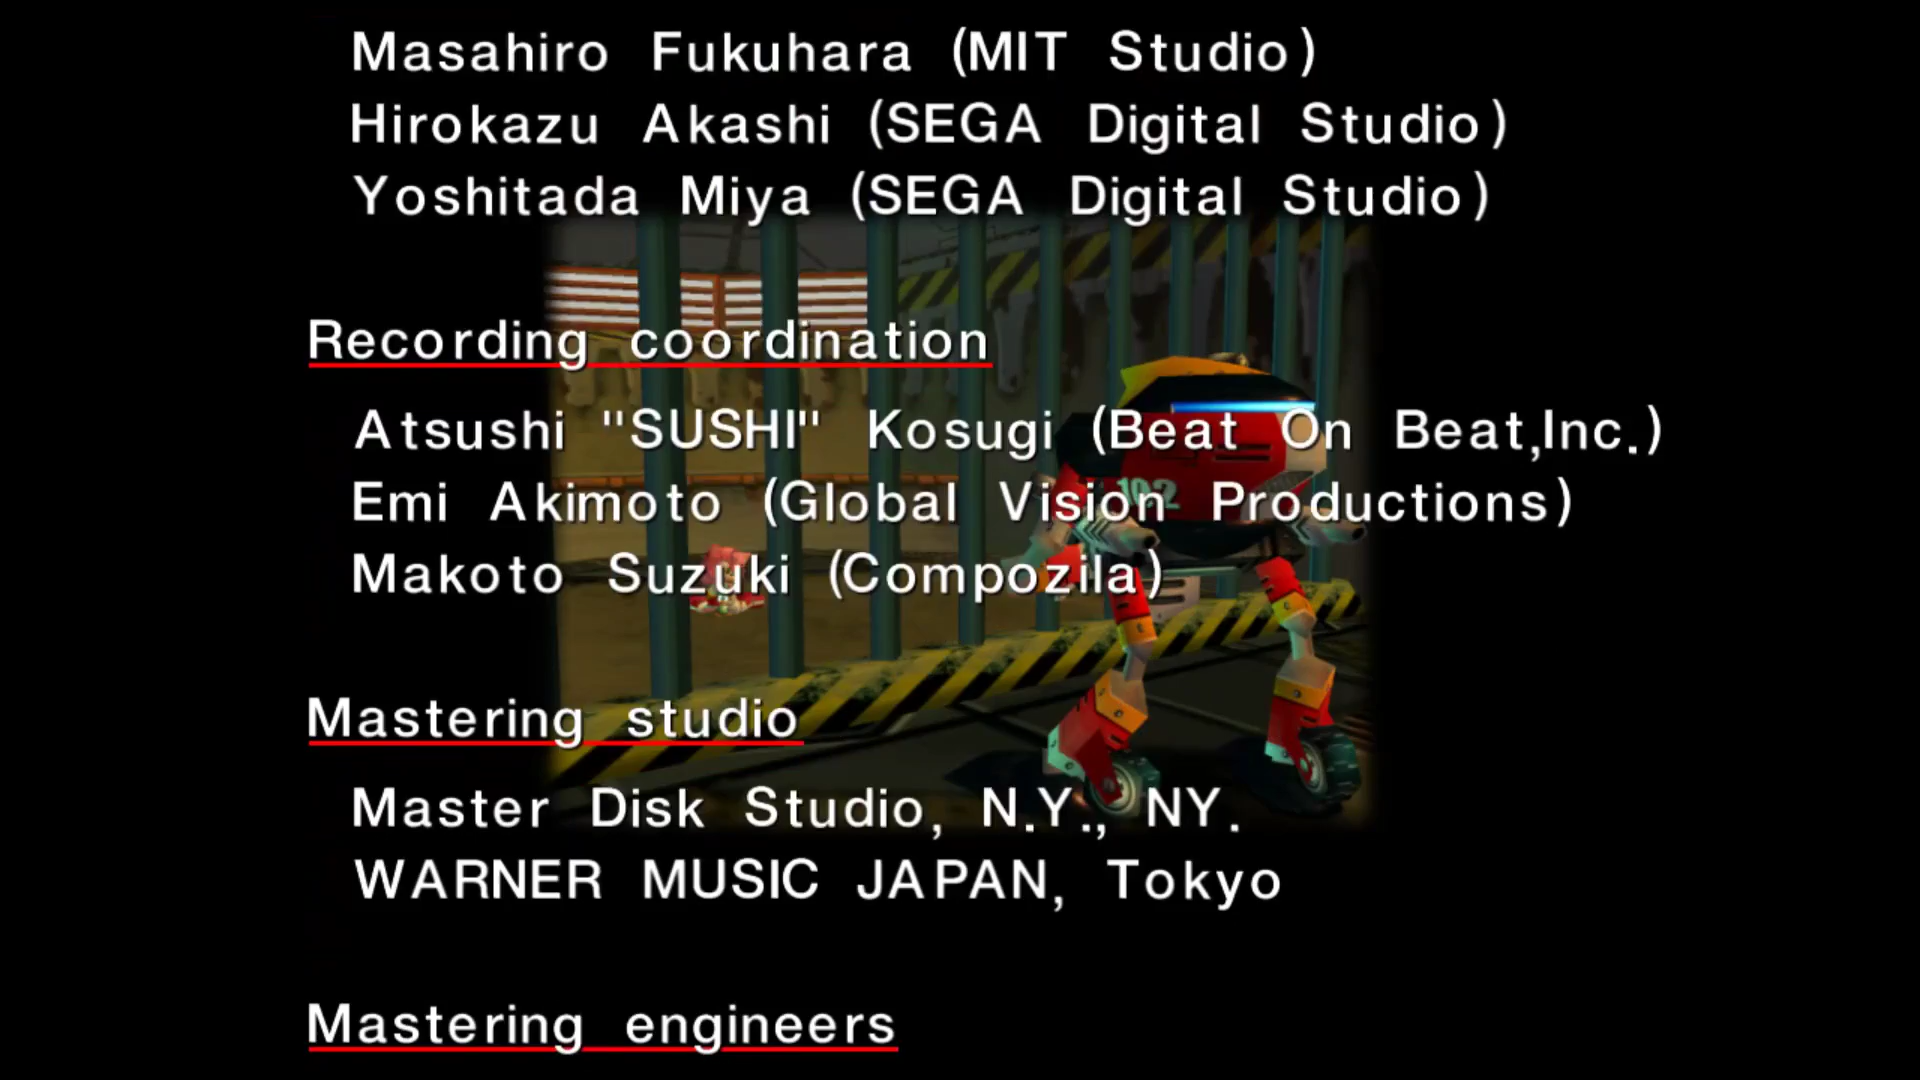 Masahiro Fukuhara (MIT Studio)
Hirokazu Akashi (SEGA Digital Studio)
Yoshitada Miya (SEGA Digital Studio)
Recording coordination
Atsushi "SUSHI" Kosugi (Beat On Beat,Inc.)
Emi Akimoto (Global Vision Productions)
102
Makoto Suzuki (Compozila)
Mastering studio
Master Disk Studio, N.Y., NY.
WARNER MUSIC JAPAN, Tokyo
Mastering engineers